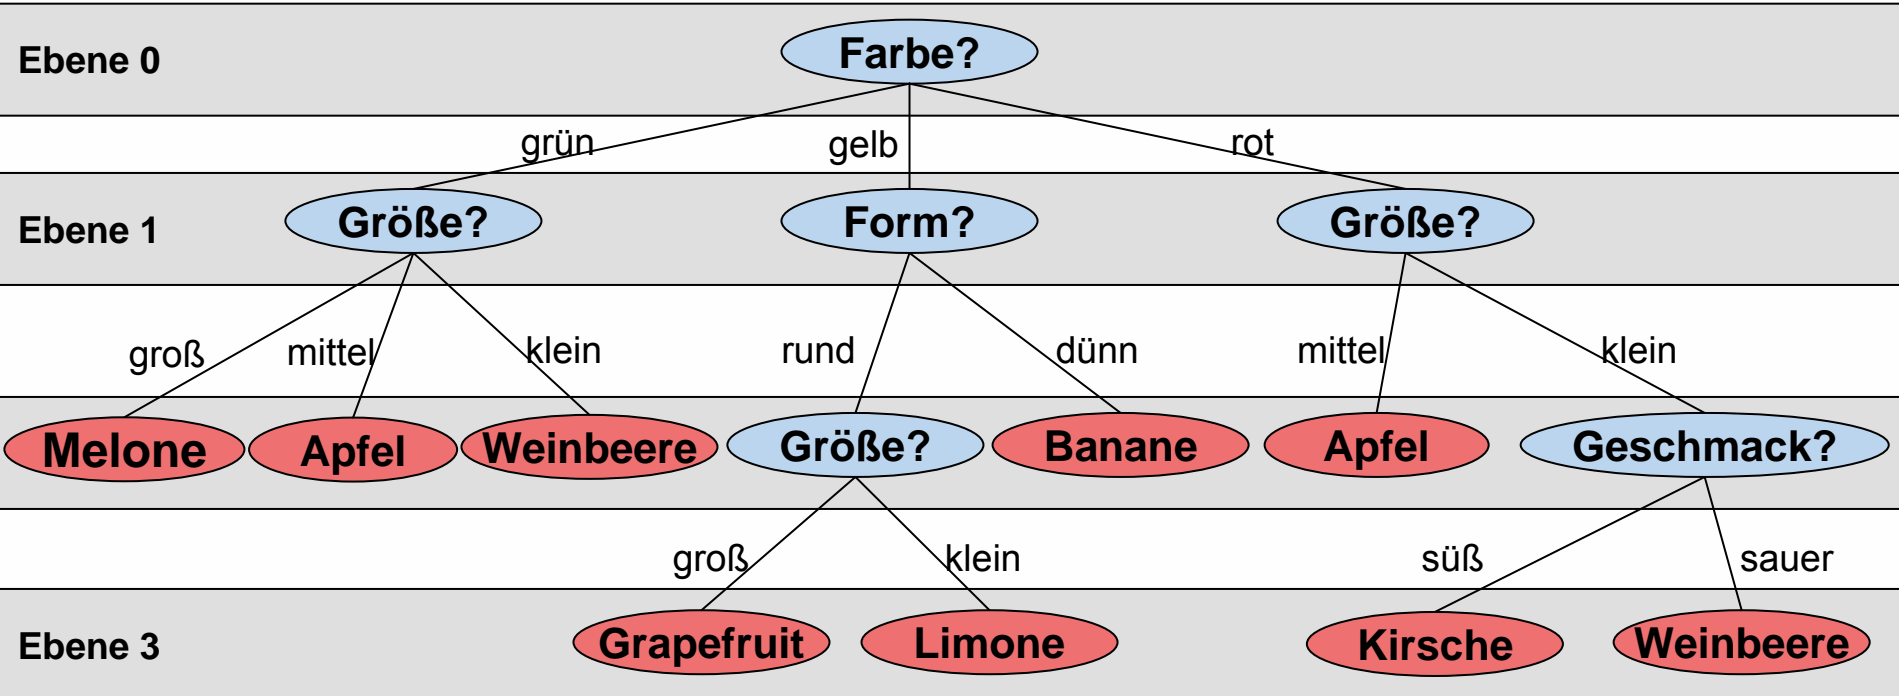 Ebene 0
Farbe?
grün
gelb
rot
Ebene 1
Größe?
Form?
Größe?
groß
mittel
klein
rund
dünn
mittel
klein
Melone
Apfel
Weinbeere
Größe?
Banane
Apfel
Geschmack?
groß
klein
süß
sauer
Ebene 3
Grapefruit
Limone
Kirsche
Weinbeere